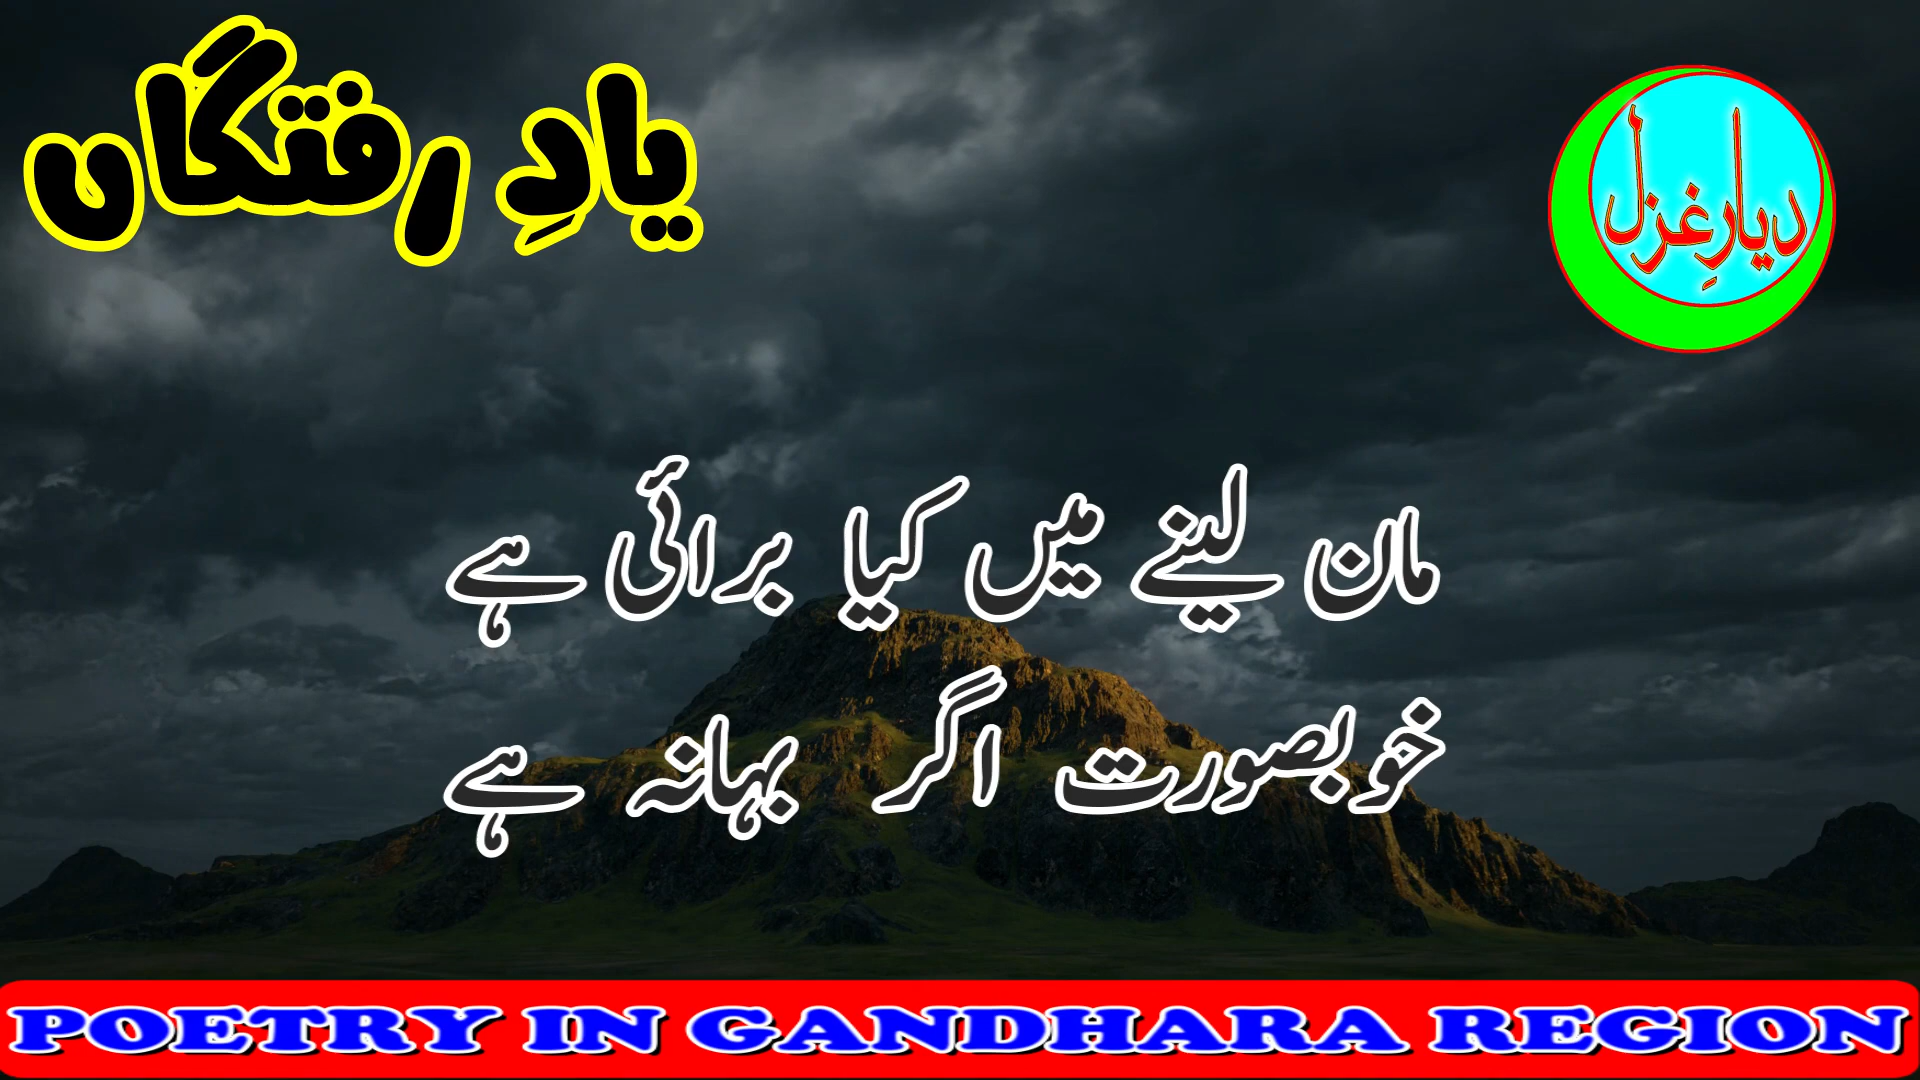 یادِ رفتگاں
دیارِ غزل
مان لینے میں کیا برائی ہے
خوبصورت اگر بہانہ ہے
POETRY IN GANDHARA REGION